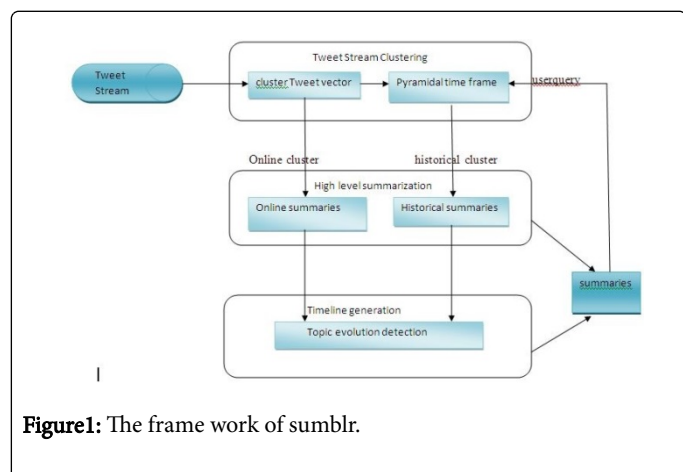 Tweet Stream Clustering
Tweet
Stream
cluster Tweet vector
Pyramidal time frame
userquery
Online cluster
historical cluster
High level summarization
Online summaries
Historical summaries
summaries
Timeline generation
Topic evolution detection
Figure1: The frame work of sumblr.